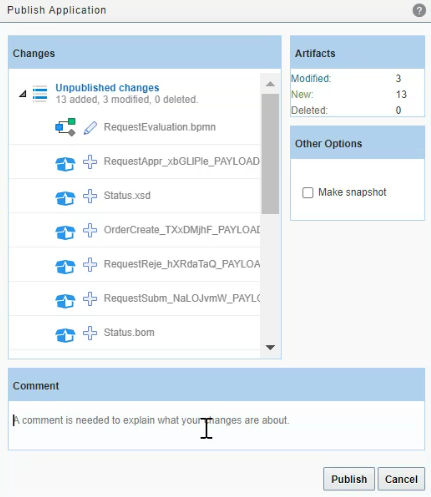 Publish Application
?
Changes
Unpublished changes
13 added, 3 modified, 0 deleted.
RequestEvaluation.bpmn
RequestAppr_xbGLIPle_PAYLOAD
Status.xsd
OrderCreate_TXxDMjhF_PAYLOAD
RequestReje_hXRdaTaQ_PAYLOA
RequestSubm_NaLOJvmW_PAYLO
Status.bom
Artifacts
Modified: 3
New: 13
Deleted: 0
Other Options
Make snapshot
Comment
A comment is needed to explain what your changes are about.
Publish
Cancel